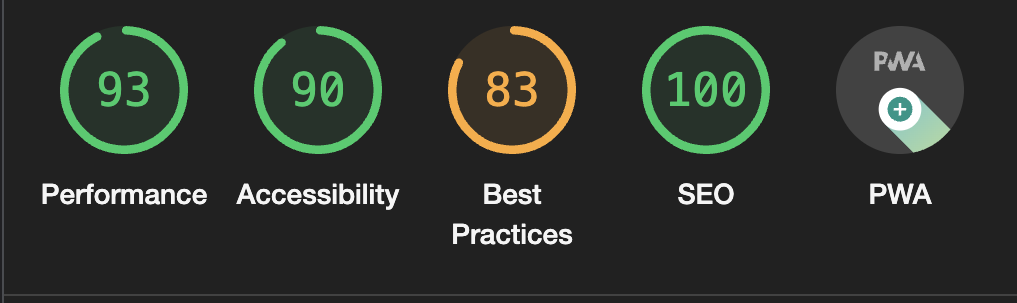 93
90
83
100
PWA
Performance
Accessibility
Best
Practices
SEO
PWA